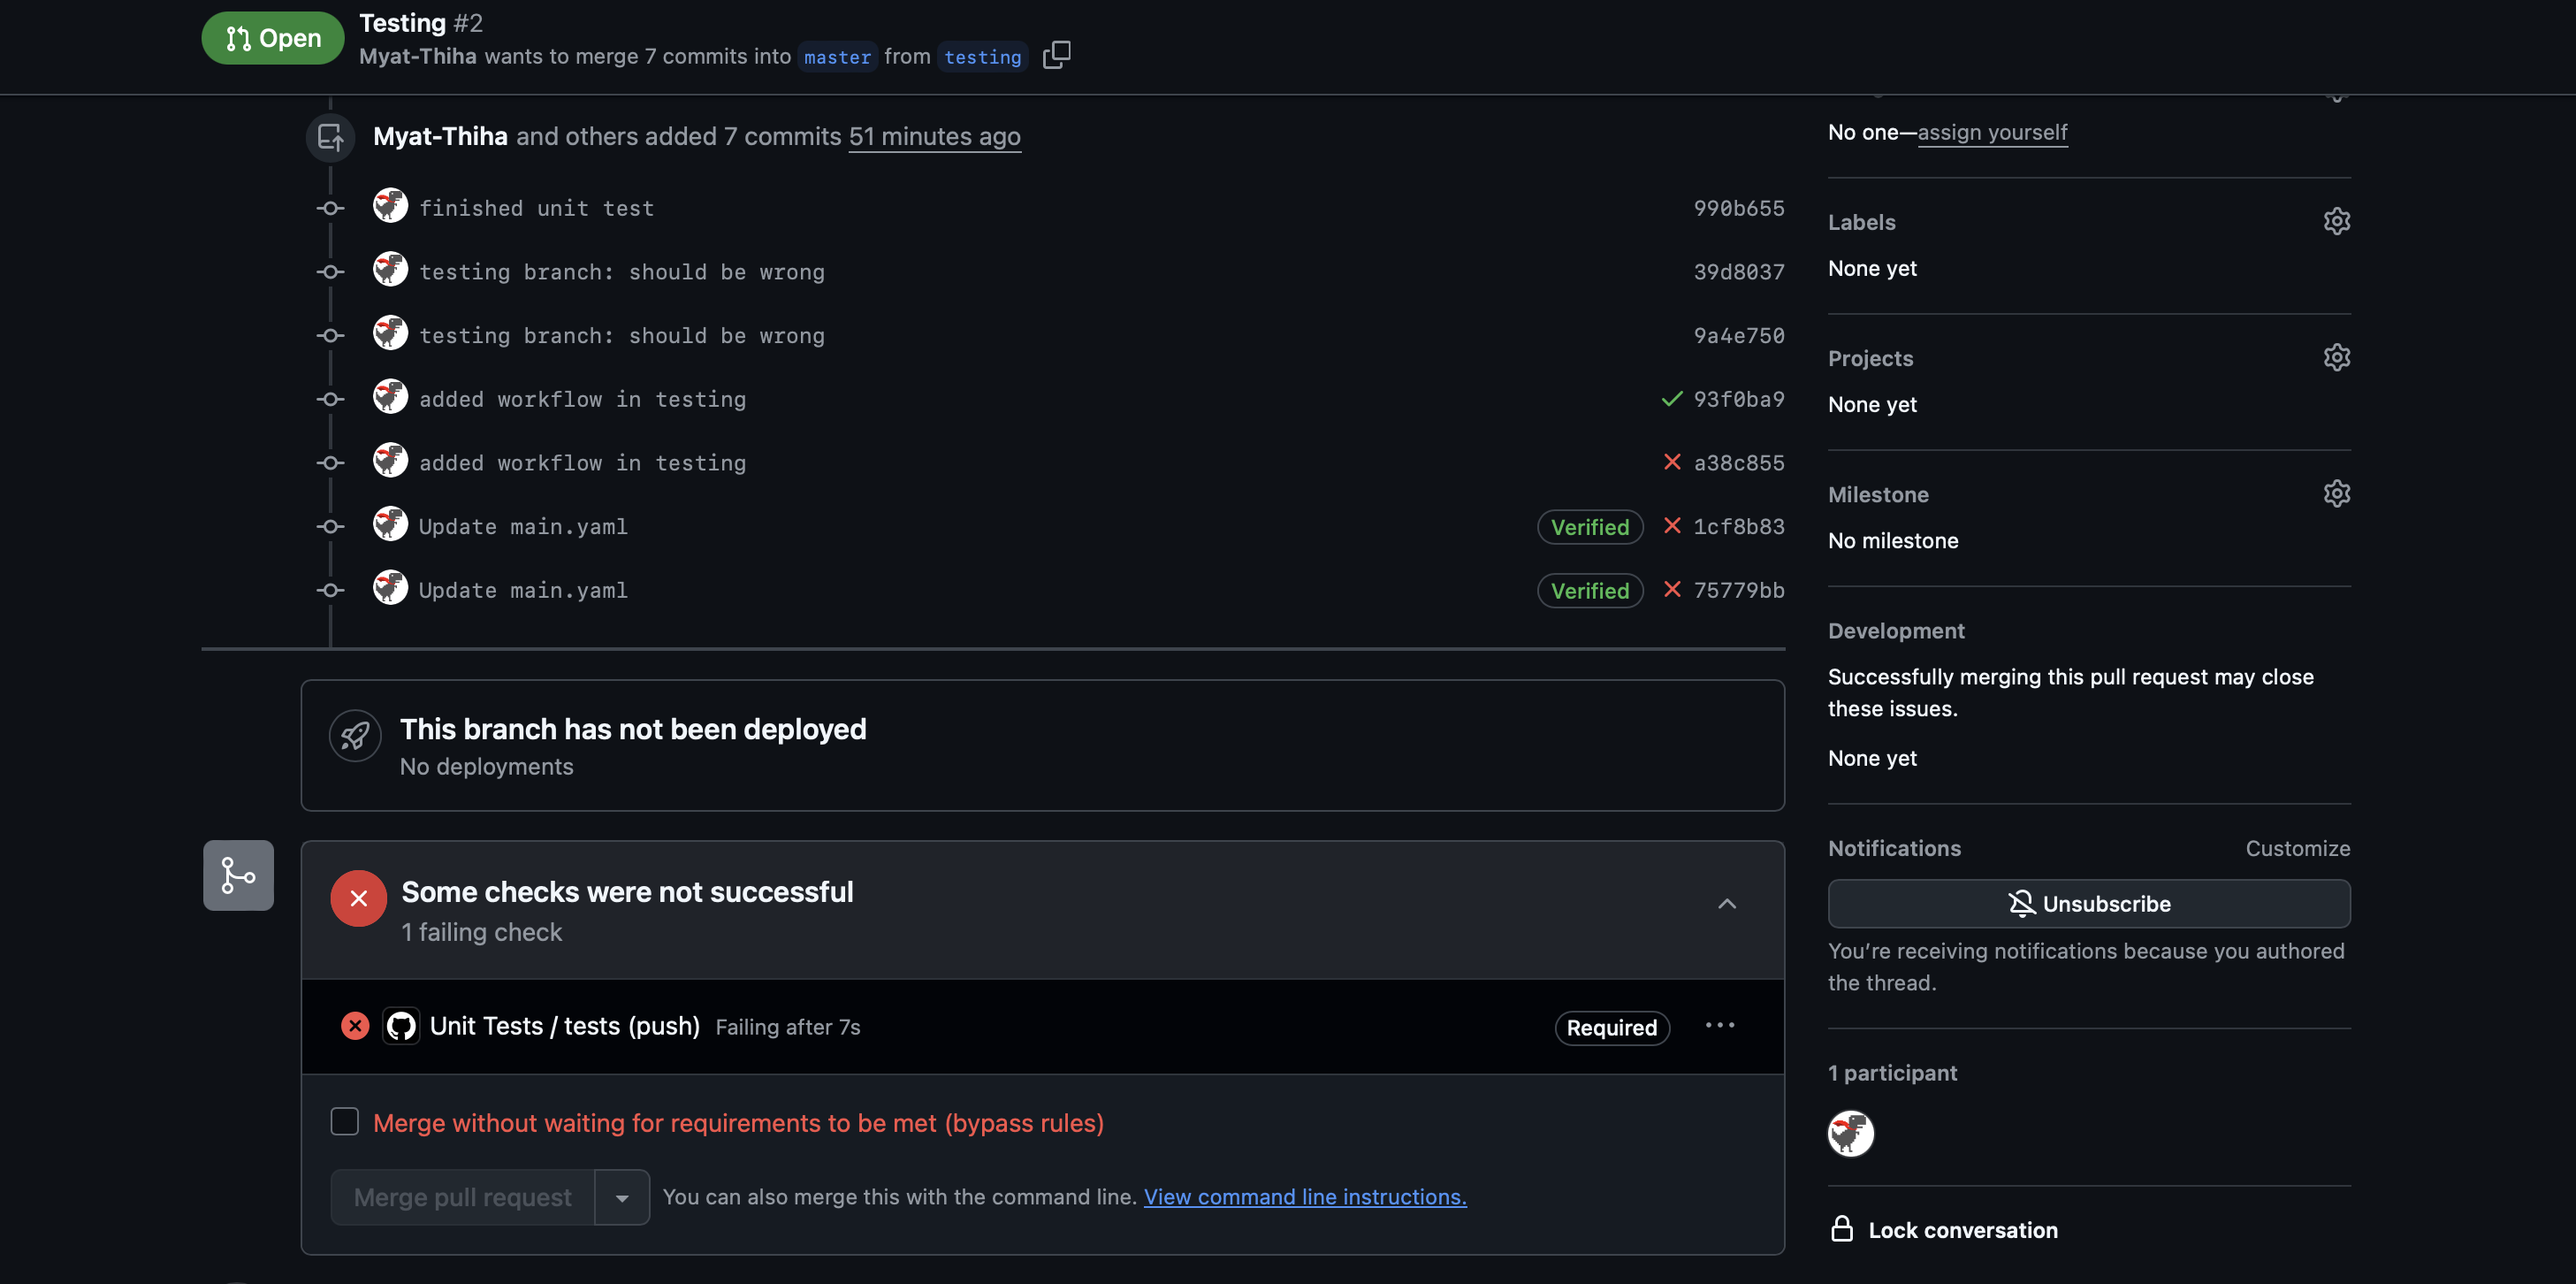 Open
Testing #2
Myat-Thiha wants to merge 7 commits into master from testing
Myat-Thiha and others added 7 commits 51 minutes ago
finished unit test 990b655
testing branch: should be wrong 39d8037
testing branch: should be wrong 9a4e750
added workflow in testing 93f0ba9
added workflow in testing a38c855
Update main.yaml Verified 1cf8b83
Update main.yaml Verified 75779bb
This branch has not been deployed
No deployments
Some checks were not successful
1 failing check
Unit Tests / tests (push) Failing after 7s Required
Merge without waiting for requirements to be met (bypass rules)
Merge pull request You can also merge this with the command line. View command line instructions.
No one—assign yourself
Labels
None yet
Projects
None yet
Milestone
No milestone
Development
Successfully merging this pull request may close
these issues.
None yet
Notifications Customize
Unsubscribe
You’re receiving notifications because you authored
the thread.
1 participant
Lock conversation